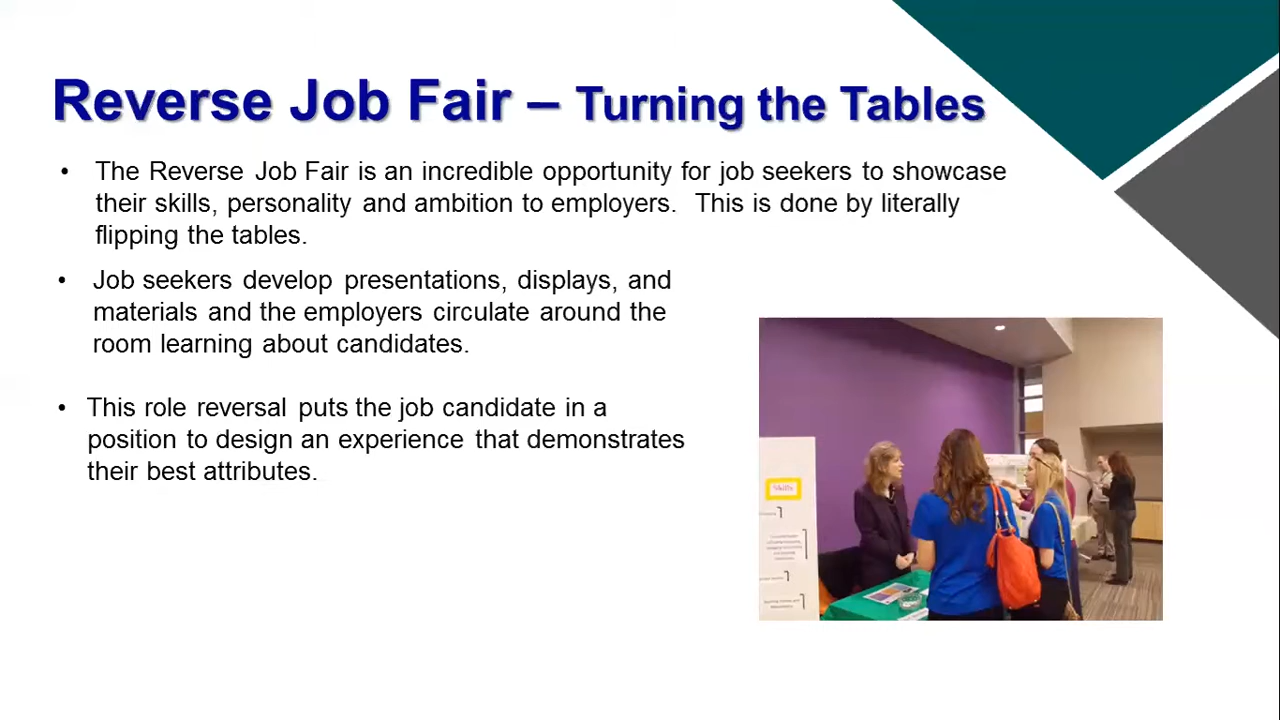 Reverse Job Fair – Turning the Tables
• The Reverse Job Fair is an incredible opportunity for job seekers to showcase
their skills, personality and ambition to employers.  This is done by literally
flipping the tables.
• Job seekers develop presentations, displays, and
materials and the employers circulate around the
room learning about candidates.
• This role reversal puts the job candidate in a
position to design an experience that demonstrates
their best attributes.
Skills